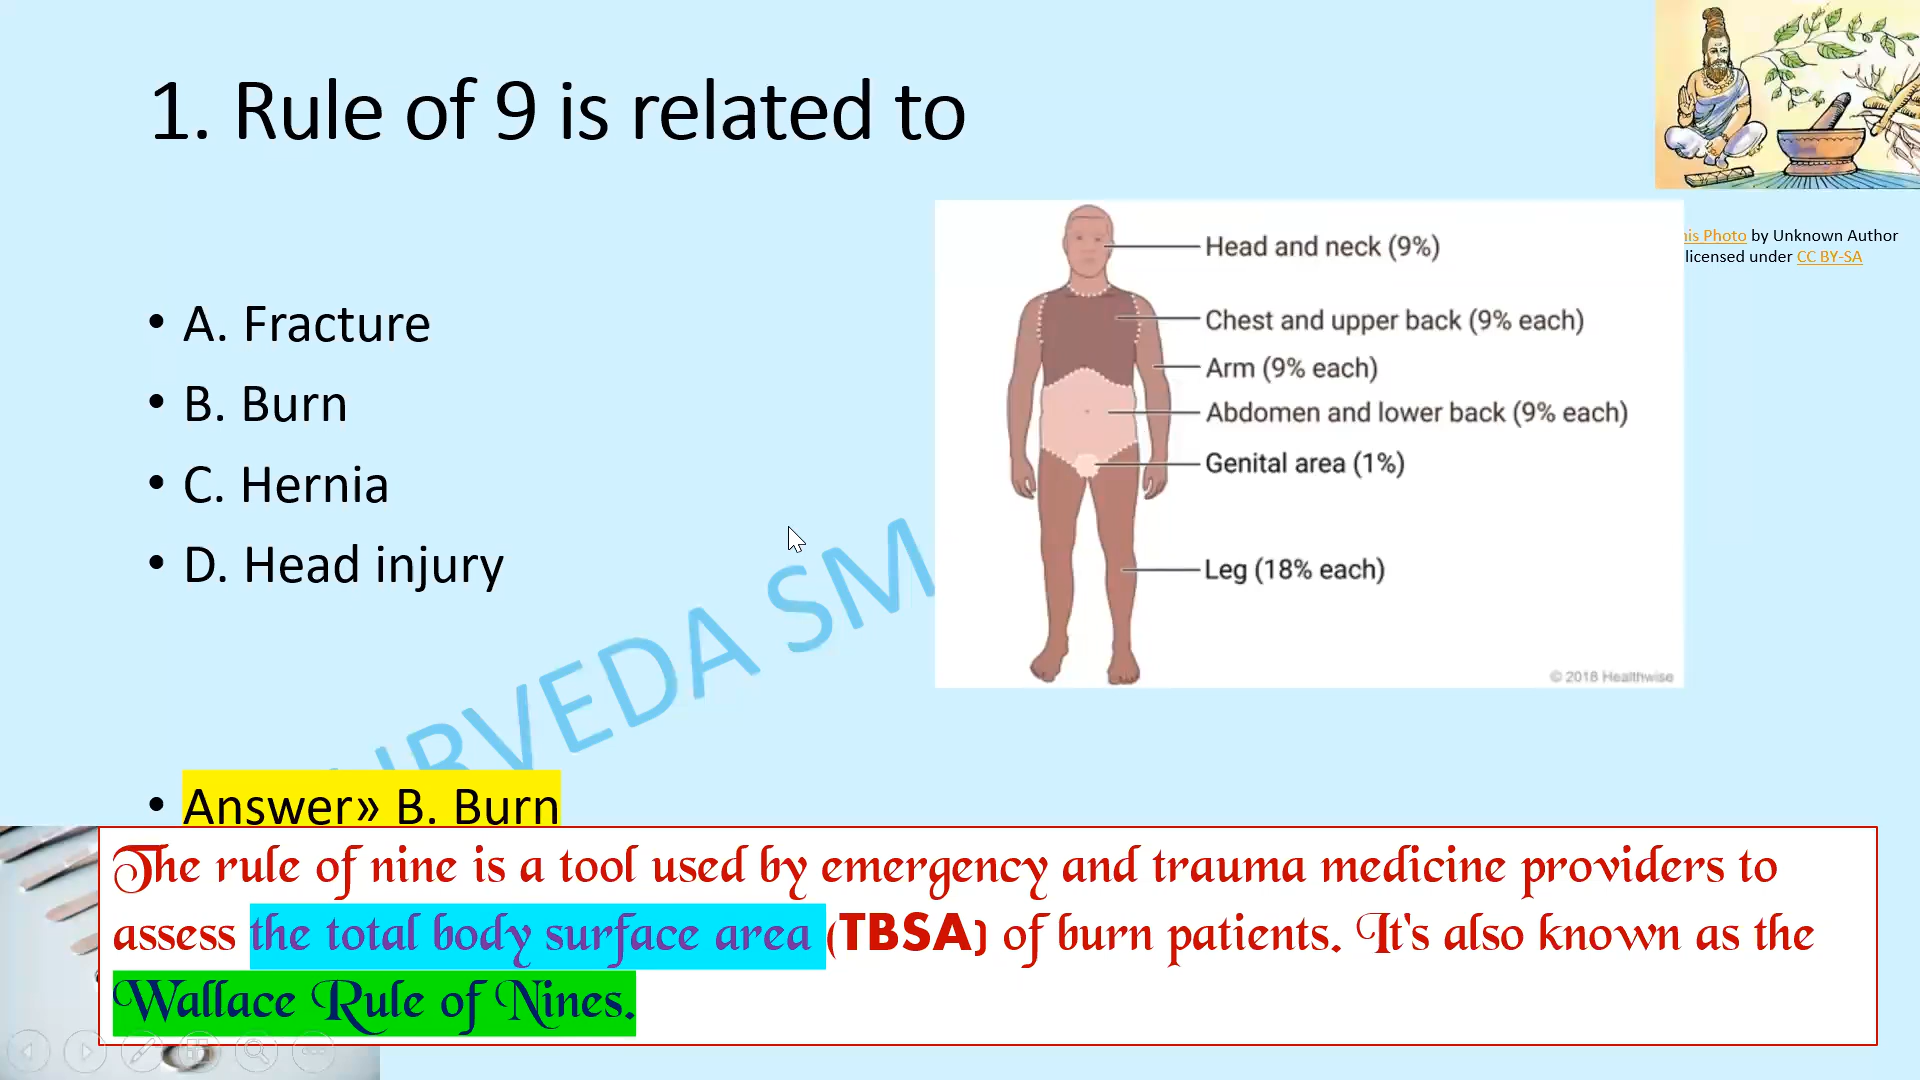 1. Rule of 9 is related to
his Photo by Unknown Author
licensed under CC BY-SA
• A. Fracture
• B. Burn
• C. Hernia
• D. Head injury
Head and neck (9%)
Chest and upper back (9% each)
Arm (9% each)
Abdomen and lower back (9% each)
Genital area (1%)
Leg (18% each)
© 2018 Healthwise
URVEDA SM
• Answer» B. Burn
The rule of nine is a tool used by emergency and trauma medicine providers to
assess the total body surface area (TBSA) of burn patients. It's also known as the
Wallace Rule of Nines.